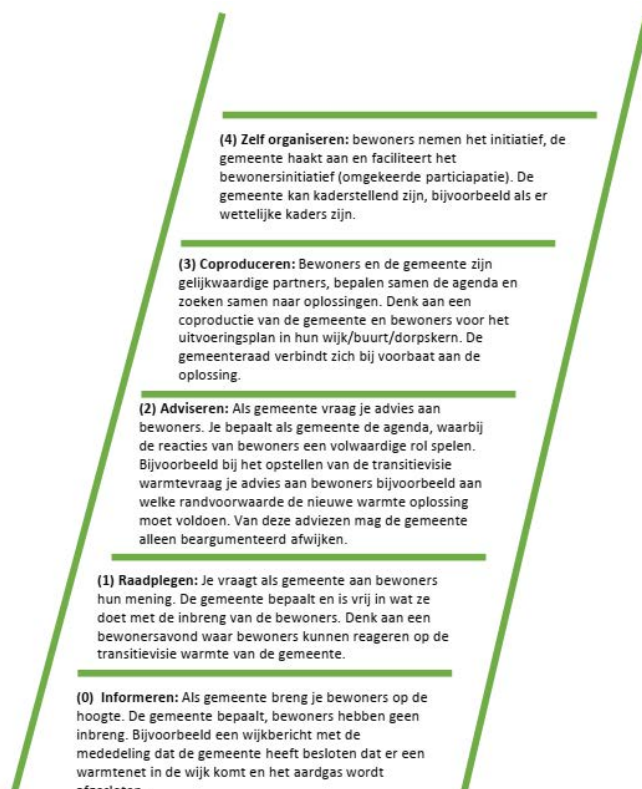 (4) Zelf organiseren: bewoners nemen het initiatief, de
gemeente haakt aan en faciliteert het
bewonersinitiatief (omgekeerde particiapatie). De
gemeente kan kaderstellend zijn, bijvoorbeeld als er
wettelijke kaders zijn.
(3) Coproduceren: Bewoners en de gemeente zijn
gelijkwaardige partners, bepalen samen de agenda en
zoeken samen naar oplossingen. Denk aan een
coproductie van de gemeente en bewoners voor het
uitvoeringsplan in hun wijk/buurt/dorpskern. De
gemeenteraad verbindt zich bij voorbaat aan de
oplossing.
(2) Adviseren: Als gemeente vraag je advies aan
bewoners. Je bepaalt als gemeente de agenda, waarbij
de reacties van bewoners een volwaardige rol spelen.
Bijvoorbeeld bij het opstellen van de transitievisie
warmtevraag je advies aan bewoners bijvoorbeeld aan
welke randvoorwaarde de nieuwe warmte oplossing
moet voldoen. Van deze adviezen mag de gemeente
alleen beargumenteerd afwijken.
(1) Raadplegen: Je vraagt als gemeente aan bewoners
hun mening. De gemeente bepaalt en is vrij in wat ze
doet met de inbreng van de bewoners. Denk aan een
bewonersavond waar bewoners kunnen reageren op de
transitievisie warmte van de gemeente.
(0) Informeren: Als gemeente breng je bewoners op de
hoogte. De gemeente bepaalt, bewoners hebben geen
inbreng. Bijvoorbeeld een wijkbericht met de
mededeling dat de gemeente heeft besloten dat er een
warmtenet in de wijk komt en het aardgas wordt